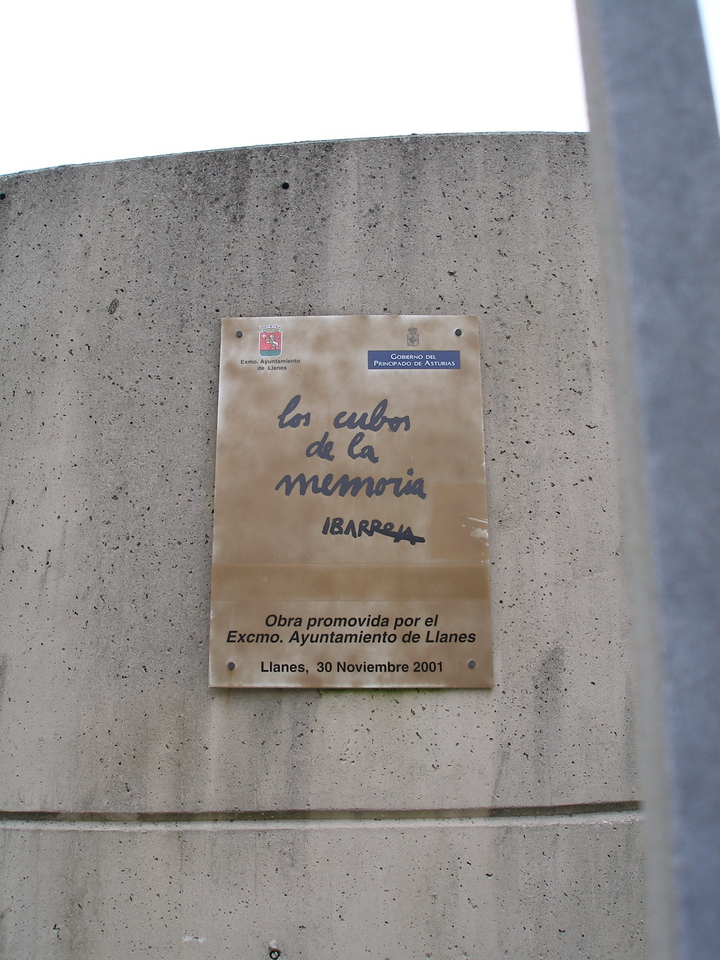 Exmo. Ayuntamiento
de Llanes
GOBIERNO DEL
PRINCIPADO DE ASTURIAS
los cubos
de la
memoria
IBARROLA
Obra promovida por el
Excmo. Ayuntamiento de Llanes
Llanes, 30 Noviembre 2001